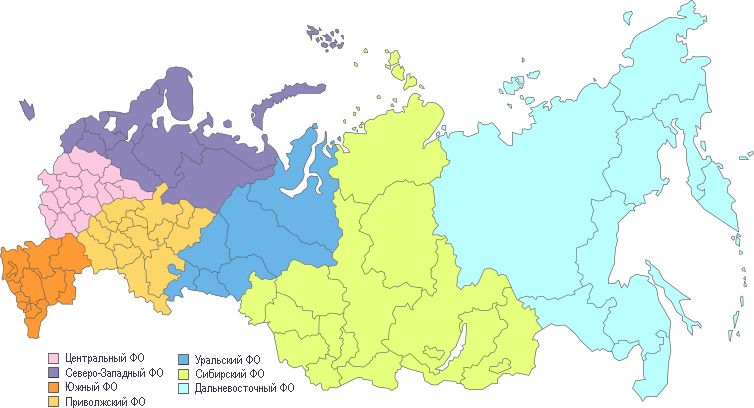 Центральный ФО
Северо-Западный ФО
Южный ФО
Приволжский ФО
Уральский ФО
Сибирский ФО
Дальневосточный ФО